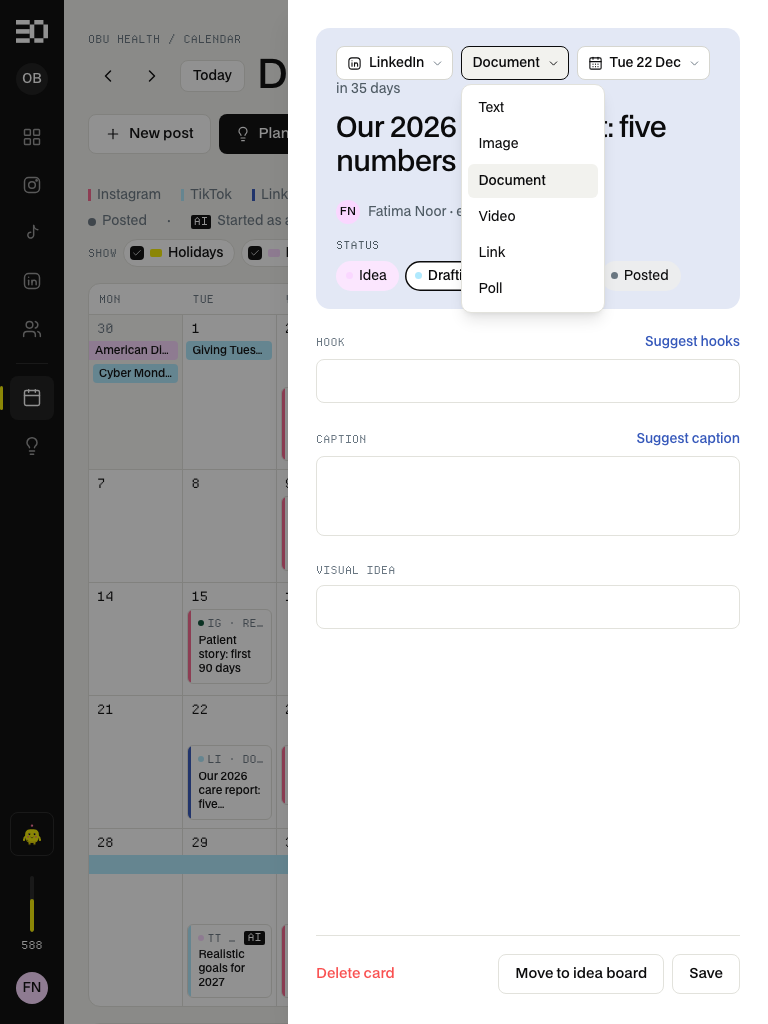 OBU HEALTH / CALENDAR
OB
Today
D
New post
Plan
Instagram
TikTok
Link
Posted
·
AI Started as a
SHOW
Holidays
MON
TUE
30
1
American Di…
Giving Tues…
Cyber Mond…
7
8
14
15
IG · RE…
Patient
story: first
90 days
21
22
LI · DO…
Our 2026
care report:
five…
28
29
TT … AI
Realistic
goals for
2027
588
FN
LinkedIn
Document
Tue 22 Dec
in 35 days
Our 2026 : five
numbers
FN Fatima Noor ·
STATUS
Idea
Drafti
Posted
Text
Image
Document
Video
Link
Poll
HOOK
Suggest hooks
CAPTION
Suggest caption
VISUAL IDEA
Delete card
Move to idea board
Save